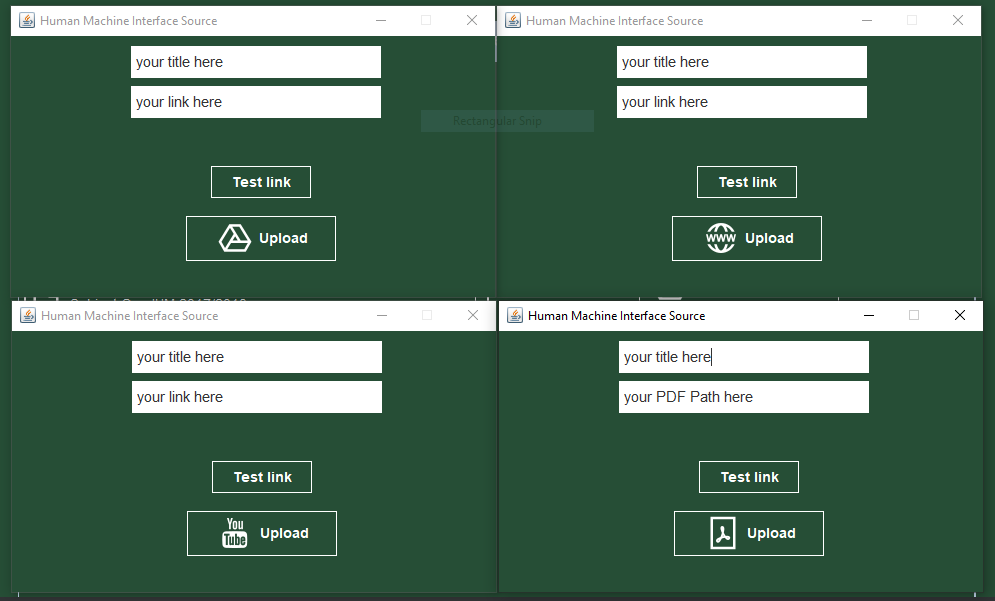 Human Machine Interface Source
your title here
your link here
Test link
Upload
Human Machine Interface Source
your title here
your link here
Rectangular Snip
Test link
WWW Upload
Human Machine Interface Source
your title here
your link here
Test link
You Tube Upload
Human Machine Interface Source
your title here
your PDF Path here
Test link
Upload